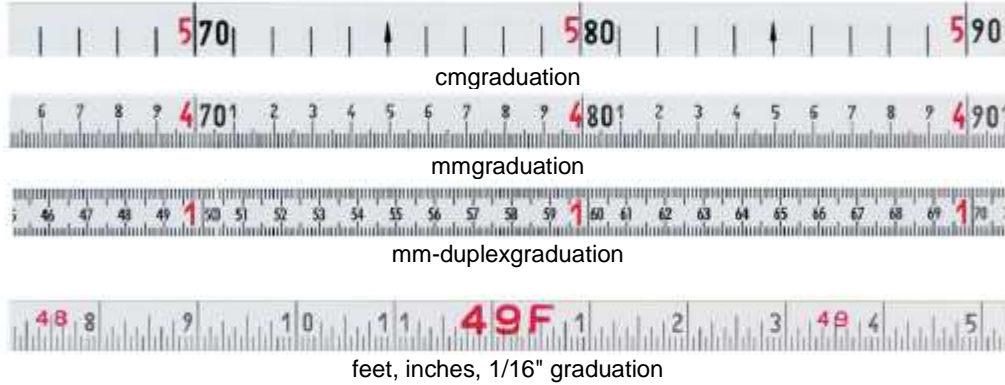 5 70 5 80 5 90
cmgraduation
6 7 8 9 4 70 1 2 3 4 5 6 7 8 9 4 80 1 2 3 4 5 6 7 8 9 4 90
mmgraduation
46 47 48 49 1 50 51 52 53 54 55 56 57 58 59 1 60 61 62 63 64 65 66 67 68 69 1 70
mm-duplexgraduation
48 8 9 10 11 49F 1 2 3 49 4 5
feet, inches, 1/16" graduation